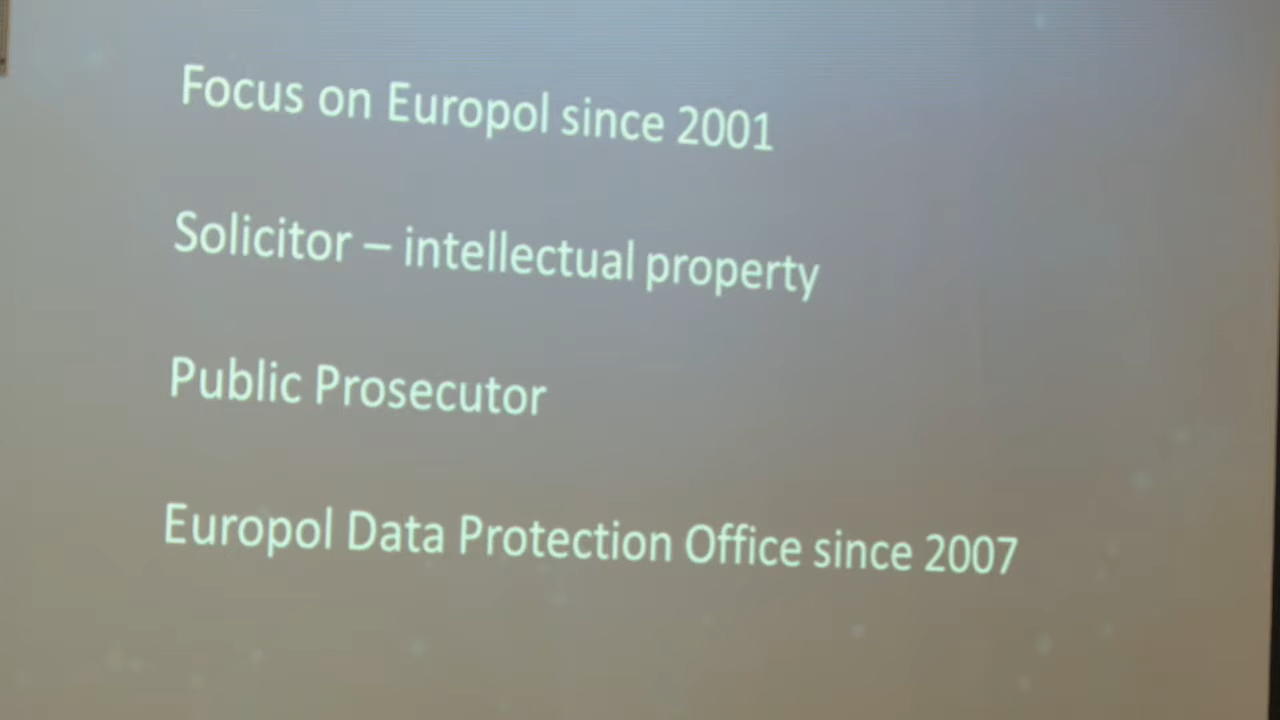 Focus on Europol since 2001
Solicitor – intellectual property
Public Prosecutor
Europol Data Protection Office since 2007